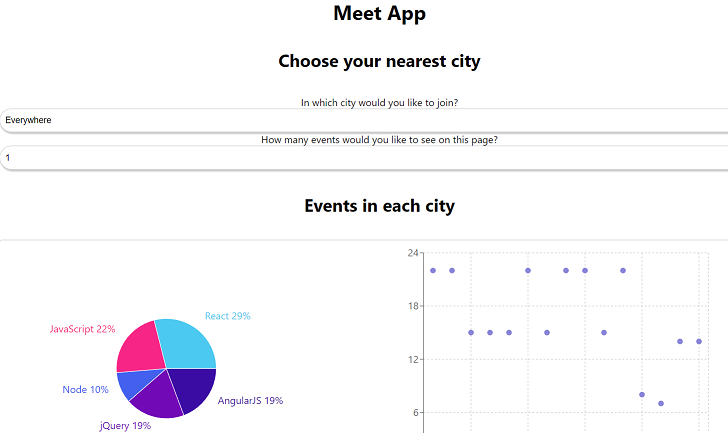 Meet App
Choose your nearest city
In which city would you like to join?
Everywhere
How many events would you like to see on this page?
1
Events in each city
24
18
12
6
React 29%
JavaScript 22%
Node 10%
jQuery 19%
AngularJS 19%